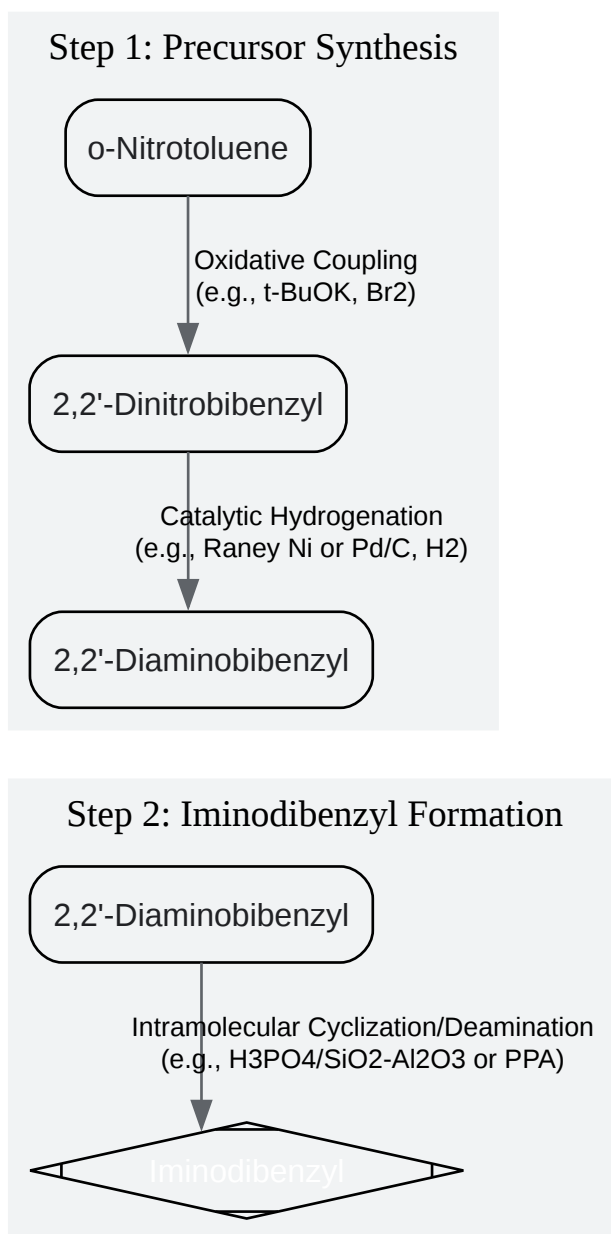 Step 1: Precursor Synthesis
o-Nitrotoluene
Oxidative Coupling
(e.g., t-BuOK, Br2)
2,2'-Dinitrobibenzyl
Catalytic Hydrogenation
(e.g., Raney Ni or Pd/C, H2)
2,2'-Diaminobibenzyl
Step 2: Iminodibenzyl Formation
2,2'-Diaminobibenzyl
Intramolecular Cyclization/Deamination
(e.g., H3PO4/SiO2-Al2O3 or PPA)
Iminodibenzyl